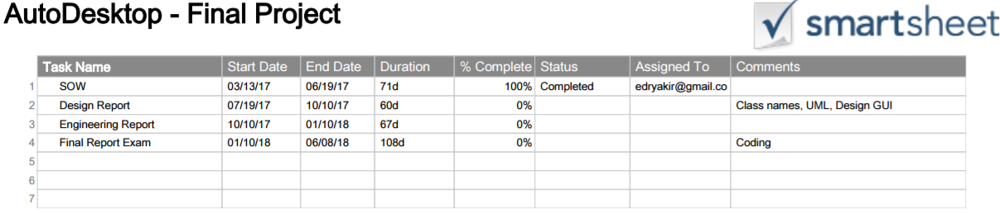 AutoDesktop - Final Project
smartsheet
Task Name Start Date End Date Duration % Complete Status Assigned To Comments
1 SOW 03/13/17 06/19/17 71d 100% Completed edryakir@gmail.co
2 Design Report 07/19/17 10/10/17 60d 0% Class names, UML, Design GUI
3 Engineering Report 10/10/17 01/10/18 67d 0%
4 Final Report Exam 01/10/18 06/08/18 108d 0% Coding
5
6
7